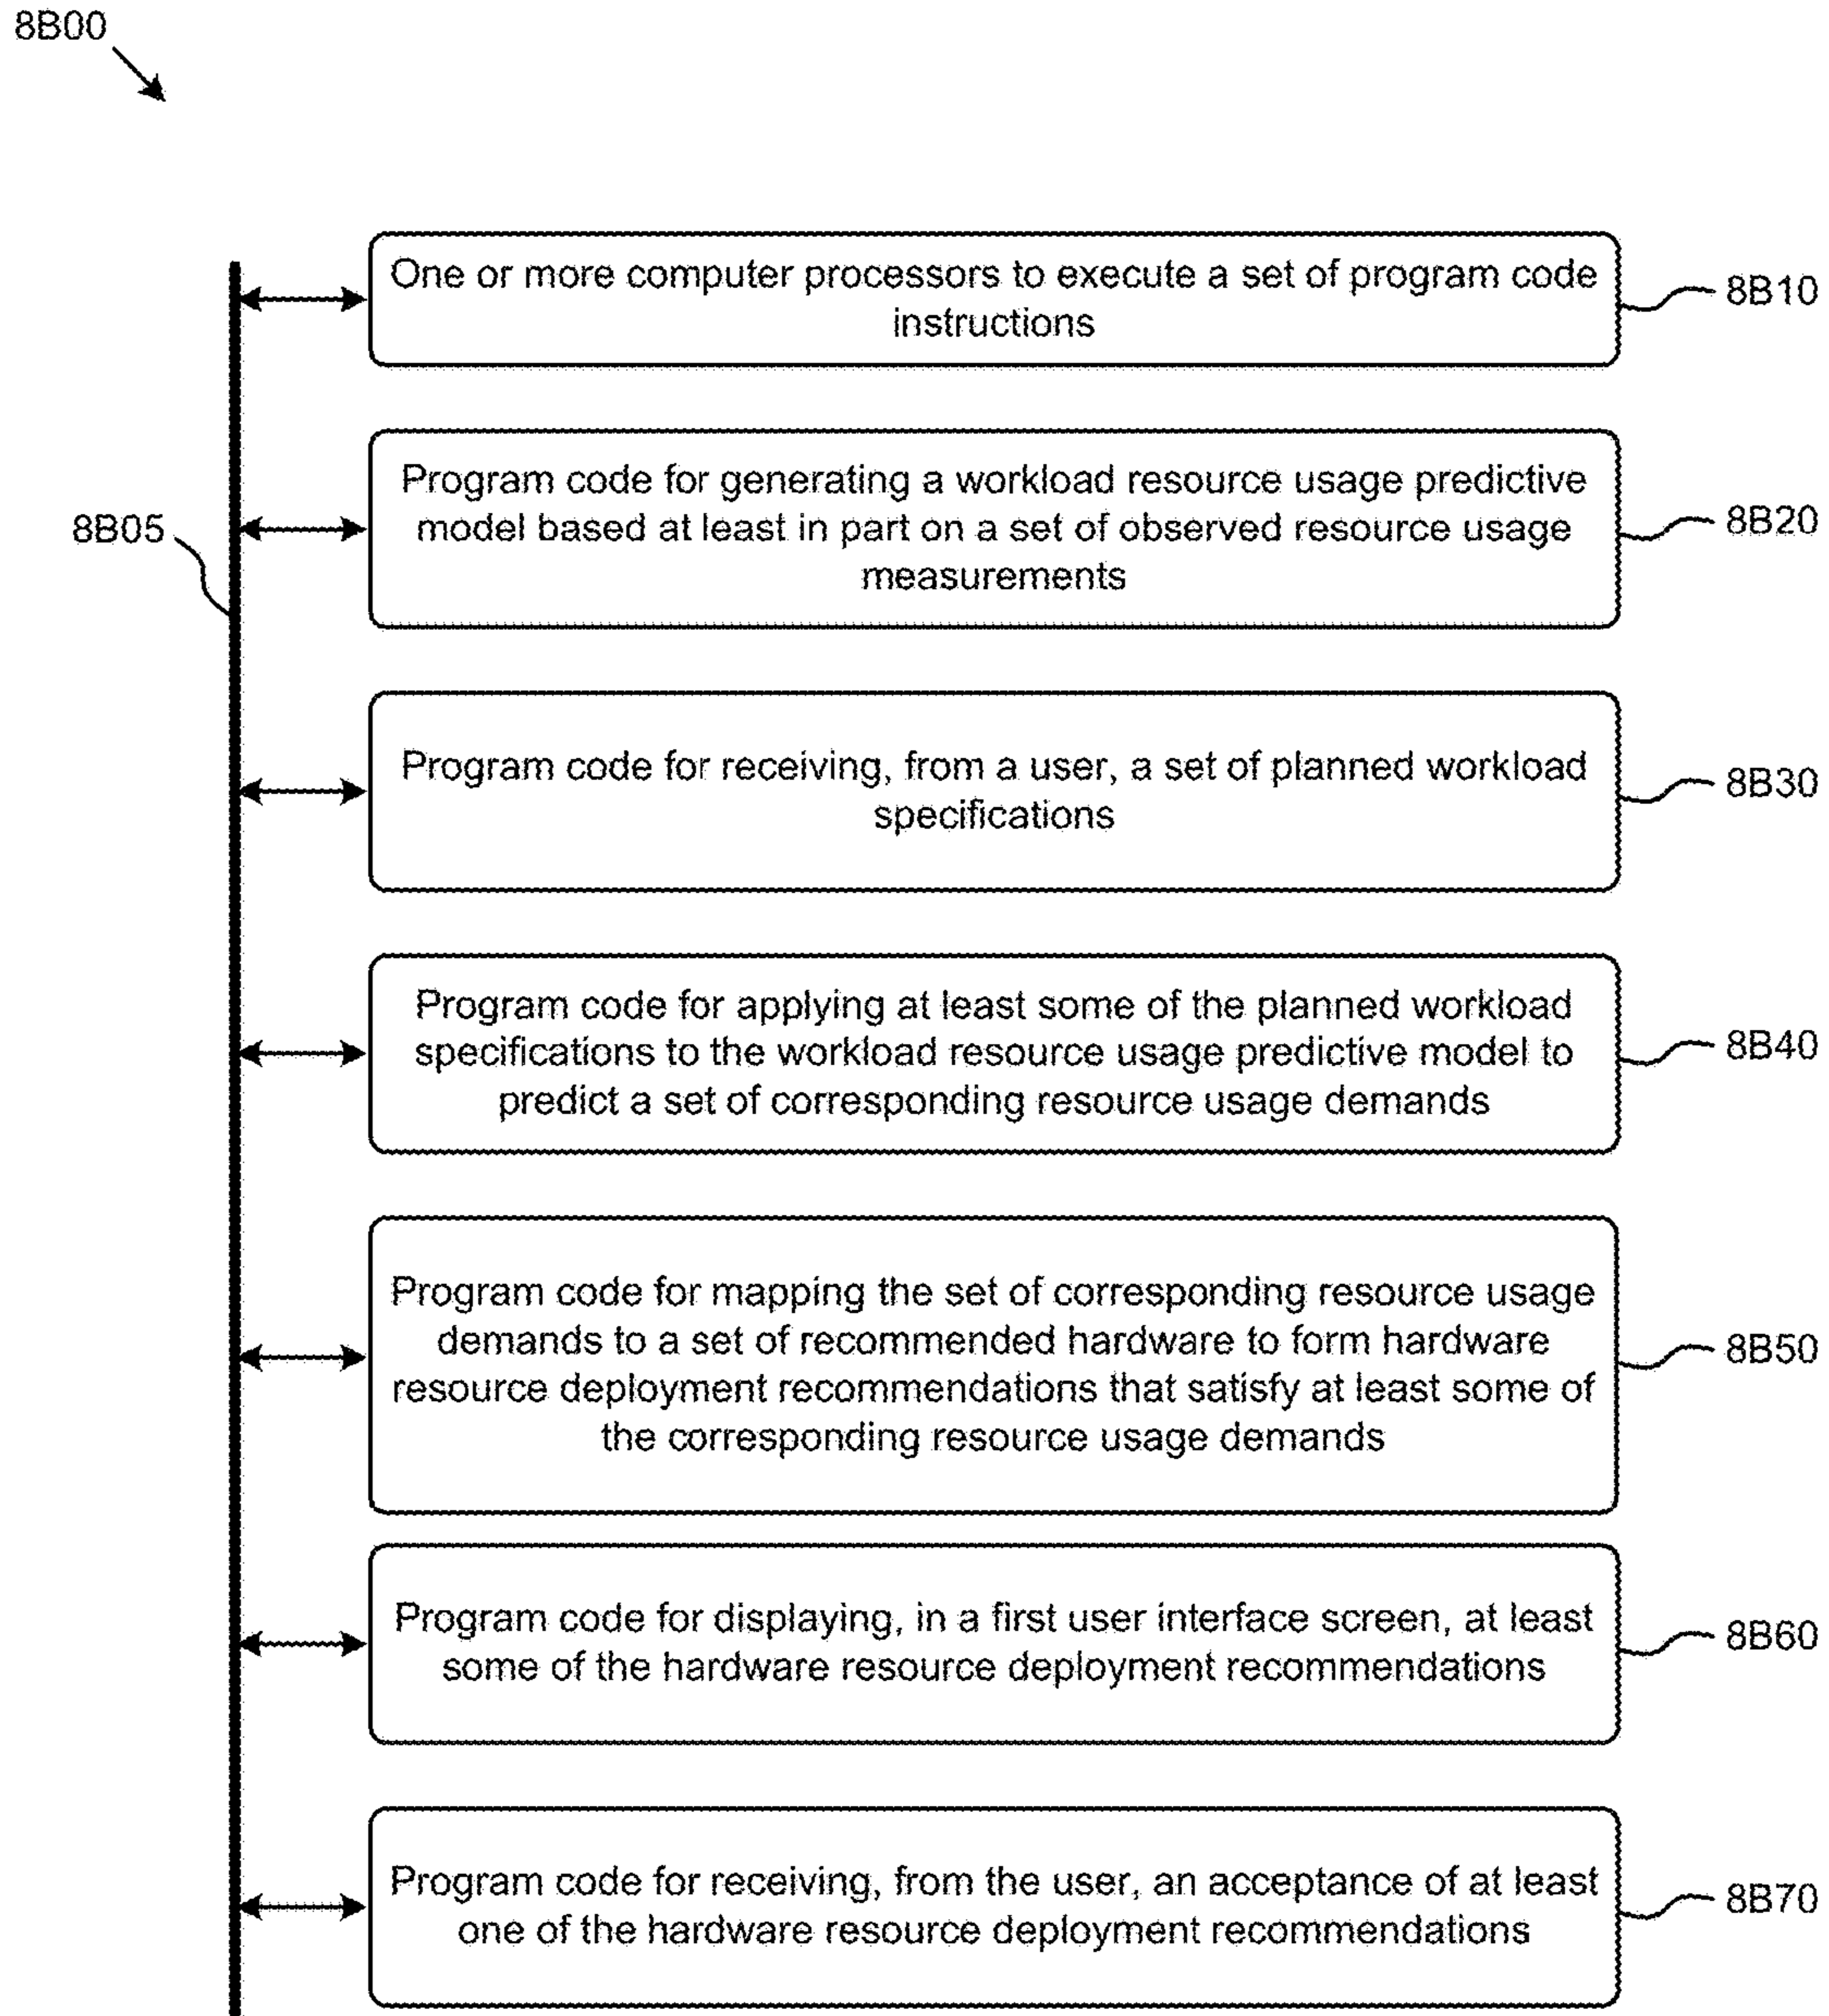 8B00
One or more computer processors to execute a set of program code
instructions
8B10
Program code for generating a workload resource usage predictive
model based at least in part on a set of observed resource usage
measurements
8B20
8B05
Program code for receiving, from a user, a set of planned workload
specifications
8B30
Program code for applying at least some of the planned workload
specifications to the workload resource usage predictive model to
predict a set of corresponding resource usage demands
8B40
Program code for mapping the set of corresponding resource usage
demands to a set of recommended hardware to form hardware
resource deployment recommendations that satisfy at least some of
the corresponding resource usage demands
8B50
Program code for displaying, in a first user interface screen, at least
some of the hardware resource deployment recommendations
8B60
Program code for receiving, from the user, an acceptance of at least
one of the hardware resource deployment recommendations
8B70